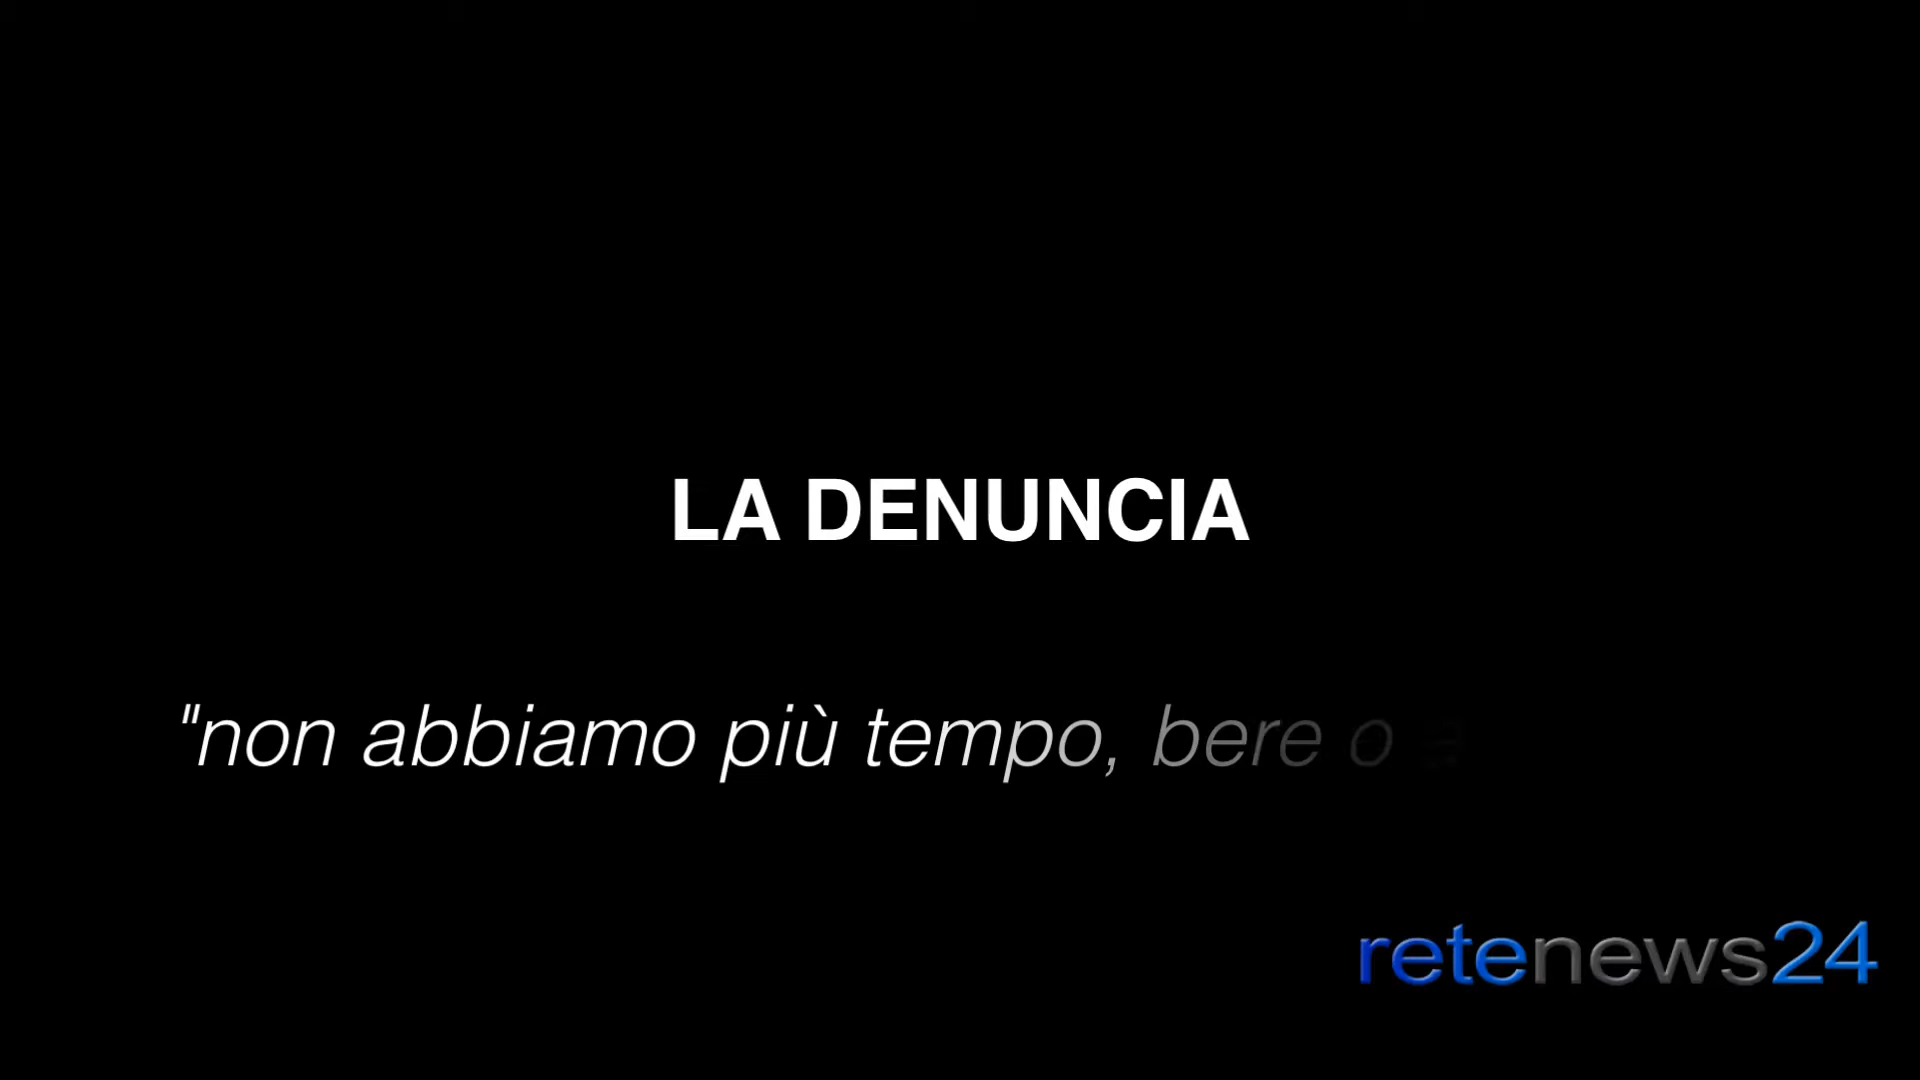 LA DENUNCIA
"non abbiamo più tempo, bere o
retenews24